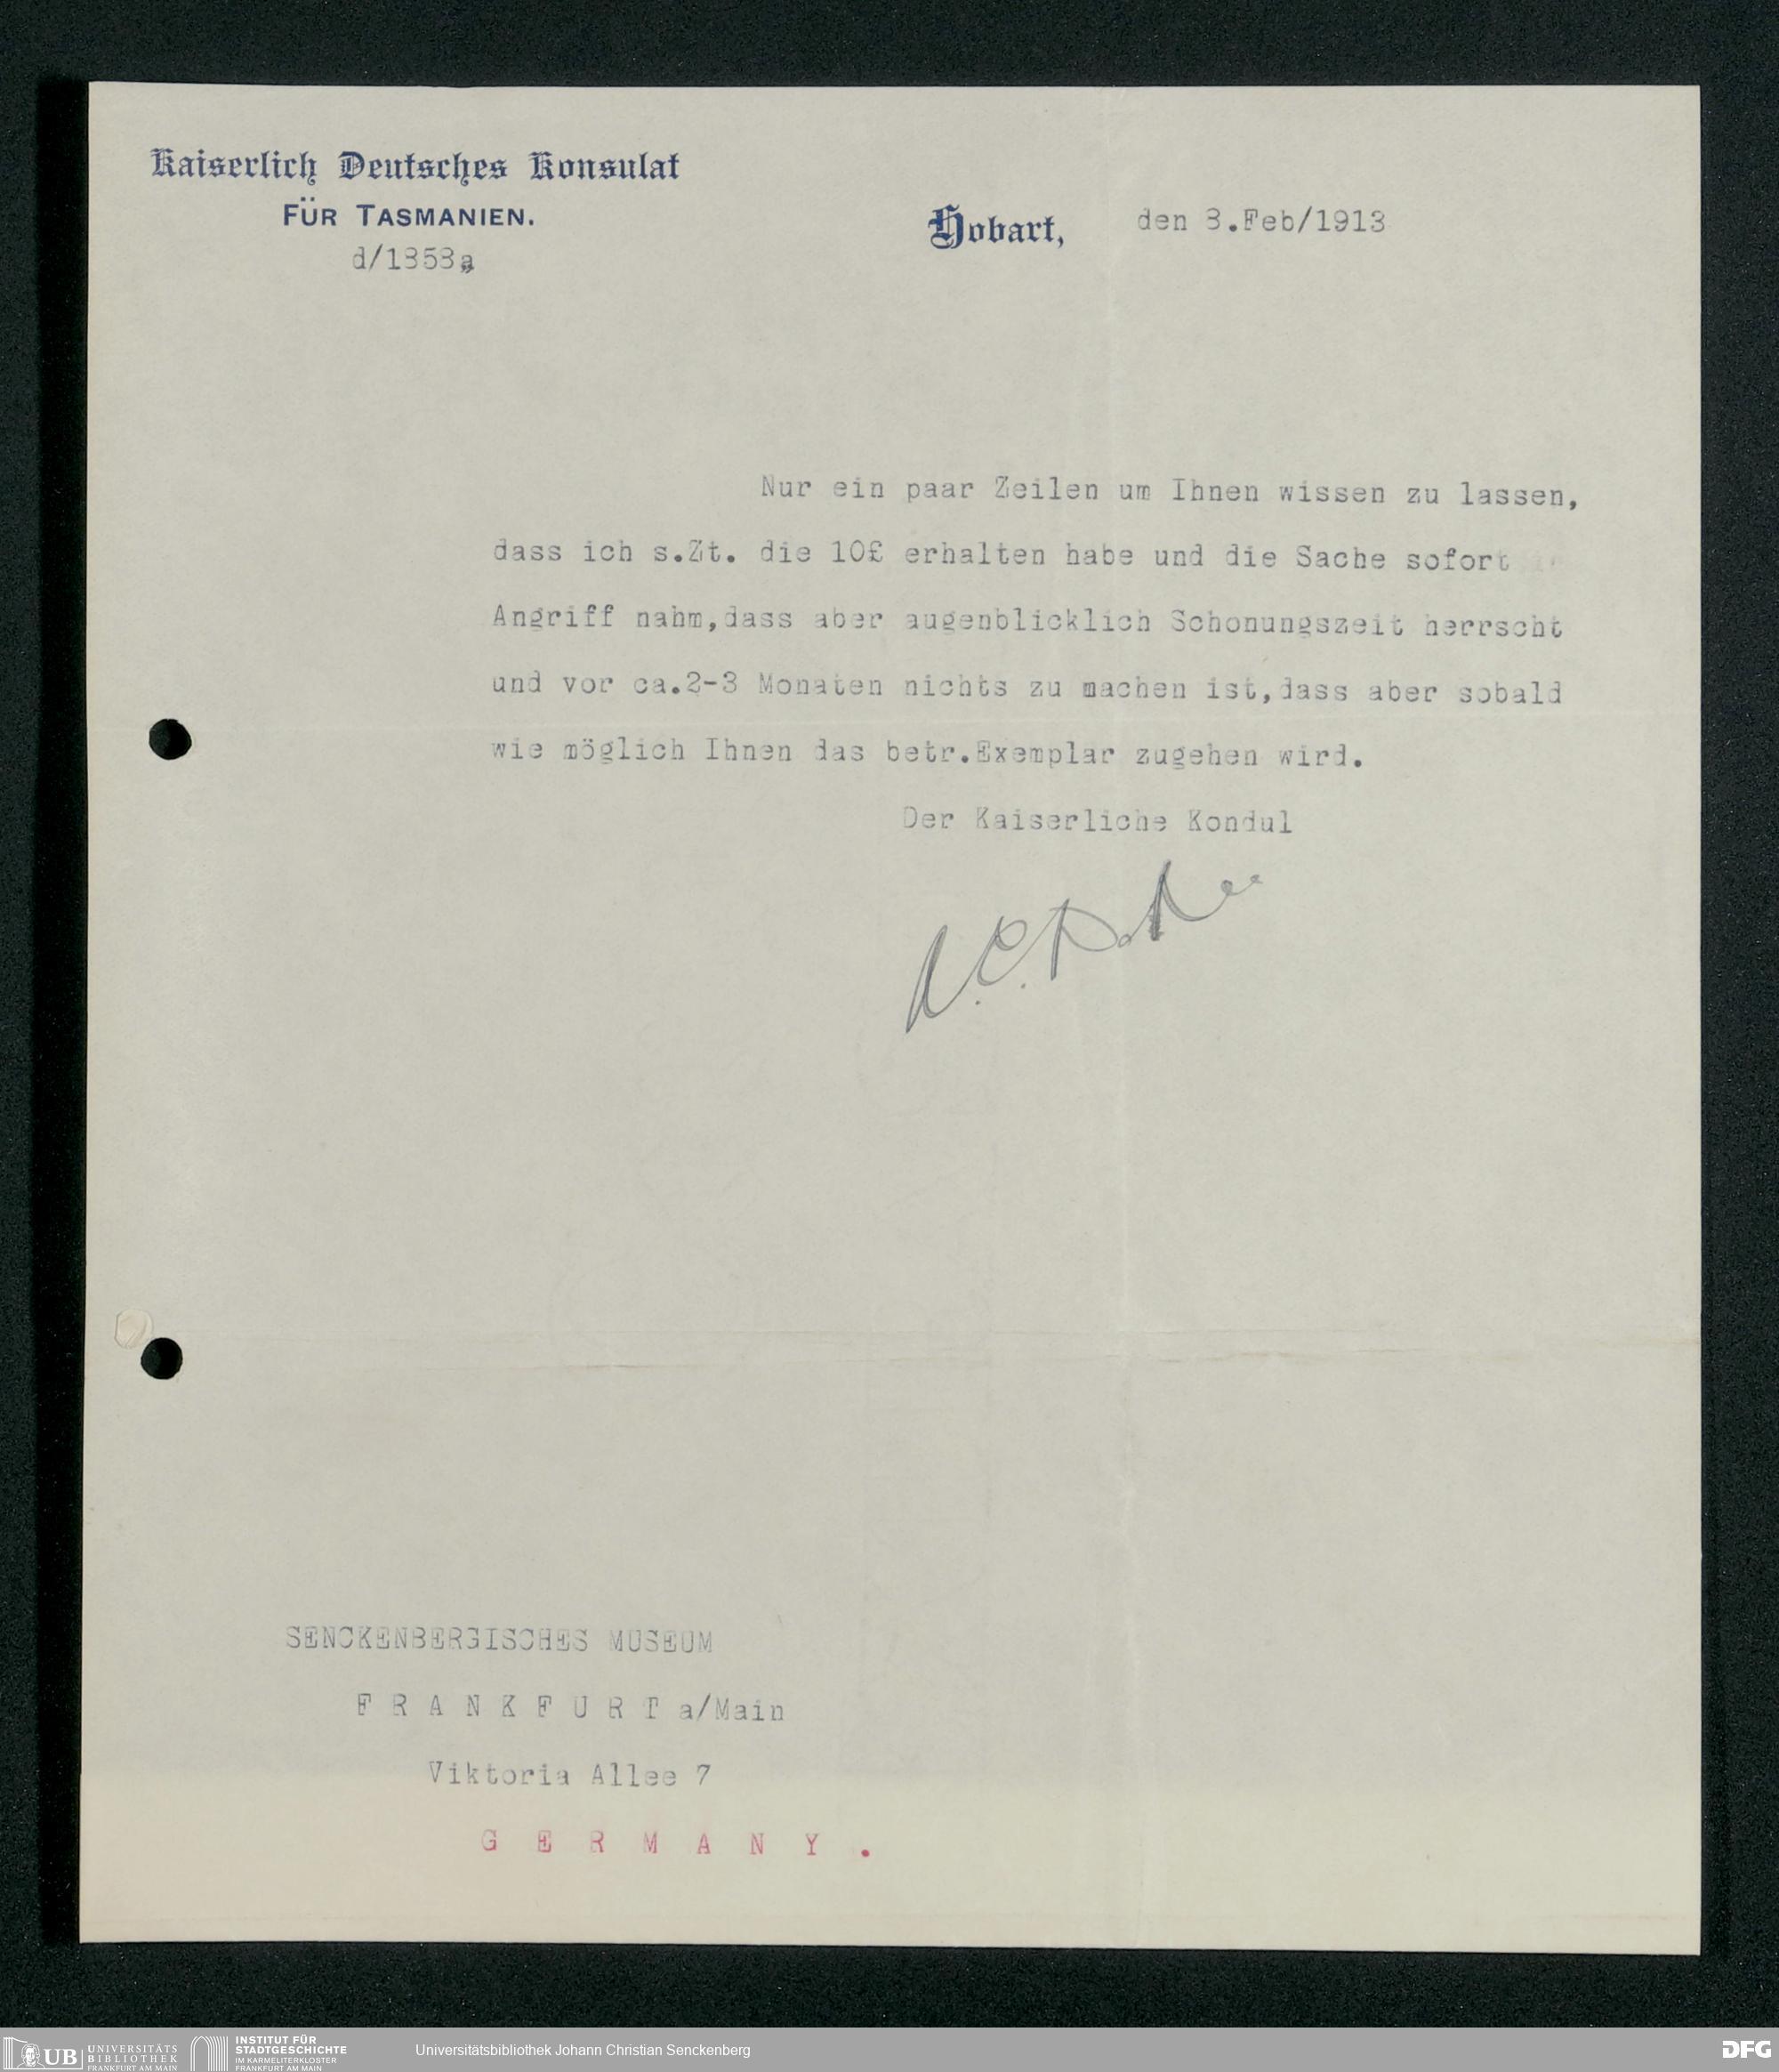 Kaiserlich Deutsches Konsulat
FÜR TASMANIEN.
d/1353a
Hobart, den 3.Feb/1913
Nur ein paar Zeilen um Ihnen wissen zu lassen,
dass ich s.Zt. die 10£ erhalten habe und die Sache sofort in
Angriff nahm,dass aber augenblicklich Schonungszeit herrscht
und vor ca.2-3 Monaten nichts zu machen ist,dass aber sobald
wie möglich Ihnen das betr.Exemplar zugehen wird.
Der Kaiserliche Kondul
SENCKENBERGISCHES MUSEUM
F R A N K F U R T a/Main
Viktoria Allee 7
G E R M A N Y .
UB UNIVERSITÄTS
BIBLIOTHEK
FRANKFURT AM MAIN
INSTITUT FÜR
STADTGESCHICHTE
IM KARMELITERKLOSTER
FRANKFURT AM MAIN
Universitätsbibliothek Johann Christian Senckenberg
DFG